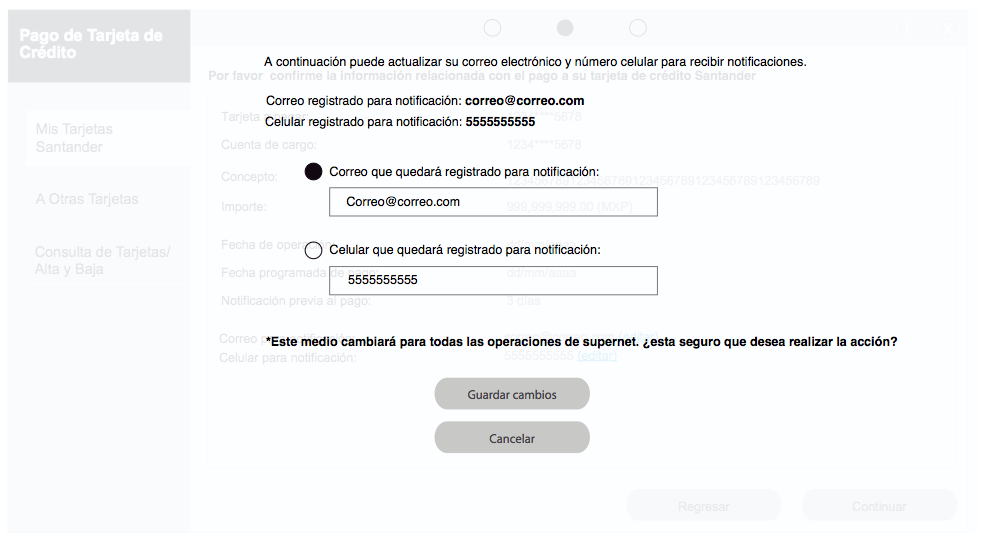 Pago de Tarjeta de
Crédito
A continuación puede actualizar su correo electrónico y número celular para recibir notificaciones.
Por favor confirme la información relacionada con el pago a su tarjeta de crédito Santander
Correo registrado para notificación: correo@correo.com
Tarjeta
5678
Celular registrado para notificación: 5555555555
Mis Tarjetas
Santander
Cuenta de cargo:
1234****5678
Correo que quedará registrado para notificación:
Concepto:
123456789123456789123456789123456789
A Otras Tarjetas
Correo@correo.com
Importe:
999,999,999.00 (MXP)
Fecha de operación
Celular que quedará registrado para notificación:
Consulta de Tarjetas/
Alta y Baja
Fecha programada de pago:
dd/mm/aaaa
5555555555
Notificación previa al pago:
3 días
*Este medio cambiará para todas las operaciones de supernet. ¿esta seguro que desea realizar la acción?
Celular para notificación:
5555555555 (editar)
Guardar cambios
Cancelar
Regresar
Continuar